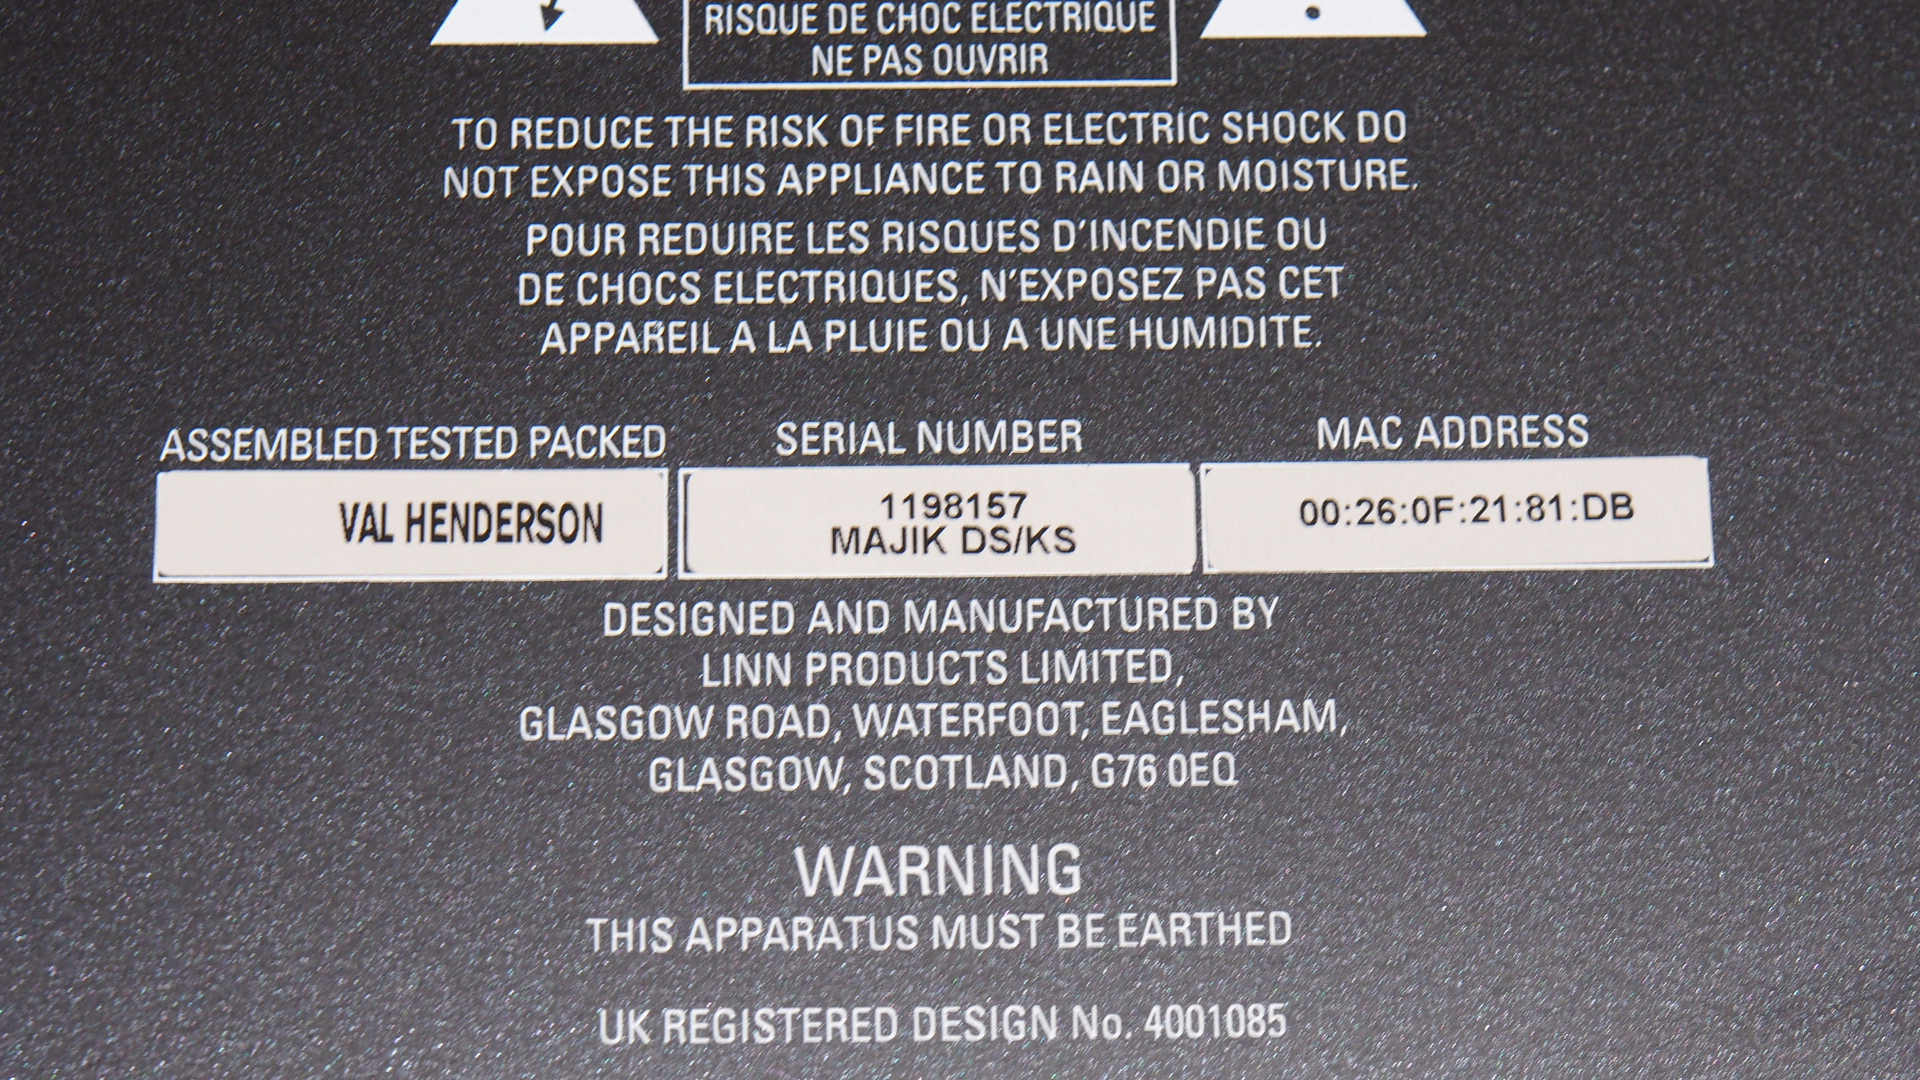 RISQUE DE CHOC ELECTRIQUE
NE PAS OUVRIR
TO REDUCE THE RISK OF FIRE OR ELECTRIC SHOCK DO
NOT EXPOSE THIS APPLIANCE TO RAIN OR MOISTURE.
POUR REDUIRE LES RISQUES D'INCENDIE OU
DE CHOCS ELECTRIQUES, N'EXPOSEZ PAS CET
APPAREIL A LA PLUIE OU A UNE HUMIDITE.
ASSEMBLED TESTED PACKED
VAL HENDERSON
SERIAL NUMBER
1198157
MAJIK DS/KS
MAC ADDRESS
00:26:0F:21:81:DB
DESIGNED AND MANUFACTURED BY
LINN PRODUCTS LIMITED,
GLASGOW ROAD, WATERFOOT, EAGLESHAM,
GLASGOW, SCOTLAND, G76 0EQ
WARNING
THIS APPARATUS MUST BE EARTHED
UK REGISTERED DESIGN No. 4001085